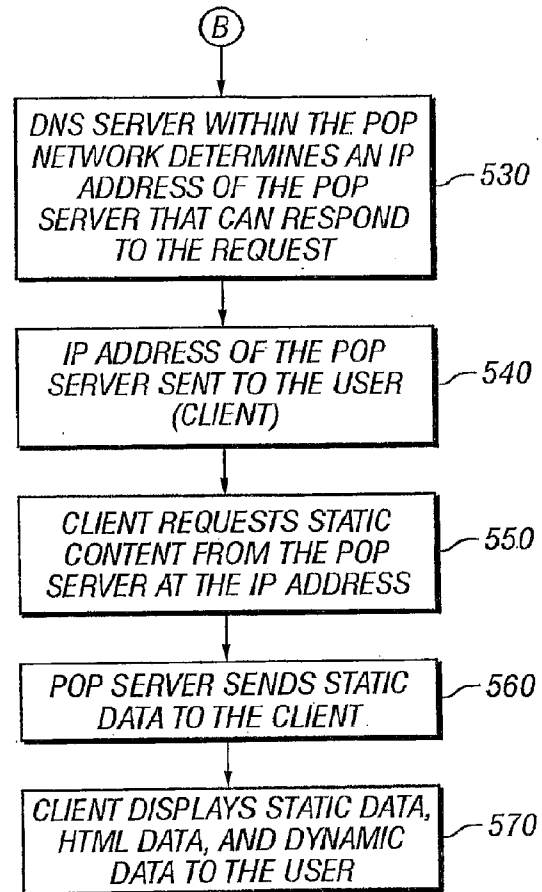 B
DNS SERVER WITHIN THE POP
NETWORK DETERMINES AN IP
ADDRESS OF THE POP
SERVER THAT CAN RESPOND
TO THE REQUEST
530
IP ADDRESS OF THE POP
SERVER SENT TO THE USER
(CLIENT)
540
CLIENT REQUESTS STATIC
CONTENT FROM THE POP
SERVER AT THE IP ADDRESS
550
POP SERVER SENDS STATIC
DATA TO THE CLIENT
560
CLIENT DISPLAYS STATIC DATA,
HTML DATA, AND DYNAMIC
DATA TO THE USER
570